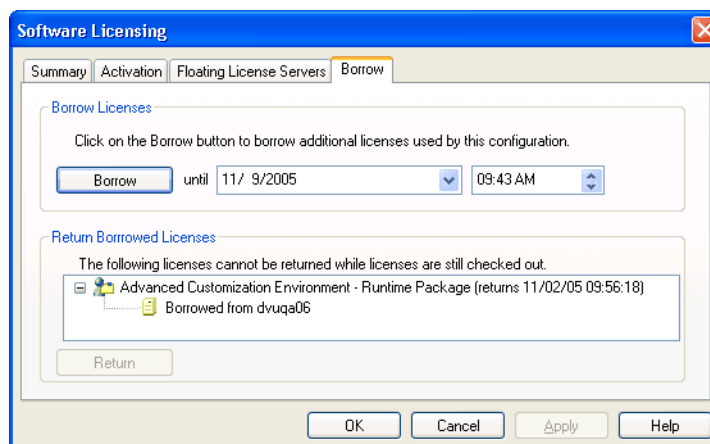 Software Licensing
Summary Activation Floating License Servers Borrow
Borrow Licenses
Click on the Borrow button to borrow additional licenses used by this configuration.
Borrow until 11/ 9/2005 09:43 AM
Return Borrrowed Licenses
The following licenses cannot be returned while licenses are still checked out.
Advanced Customization Environment - Runtime Package (returns 11/02/05 09:56:18)
Borrowed from dvuqa06
Return
OK Cancel Apply Help